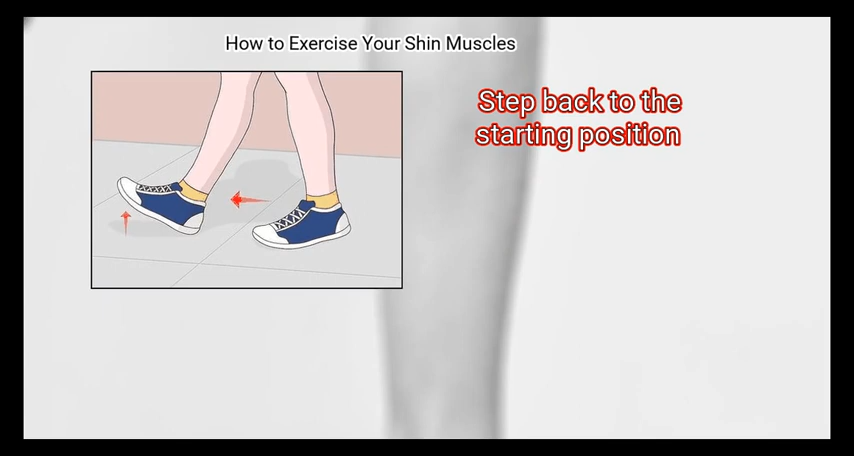 How to Exercise Your Shin Muscles
Step back to the
starting position